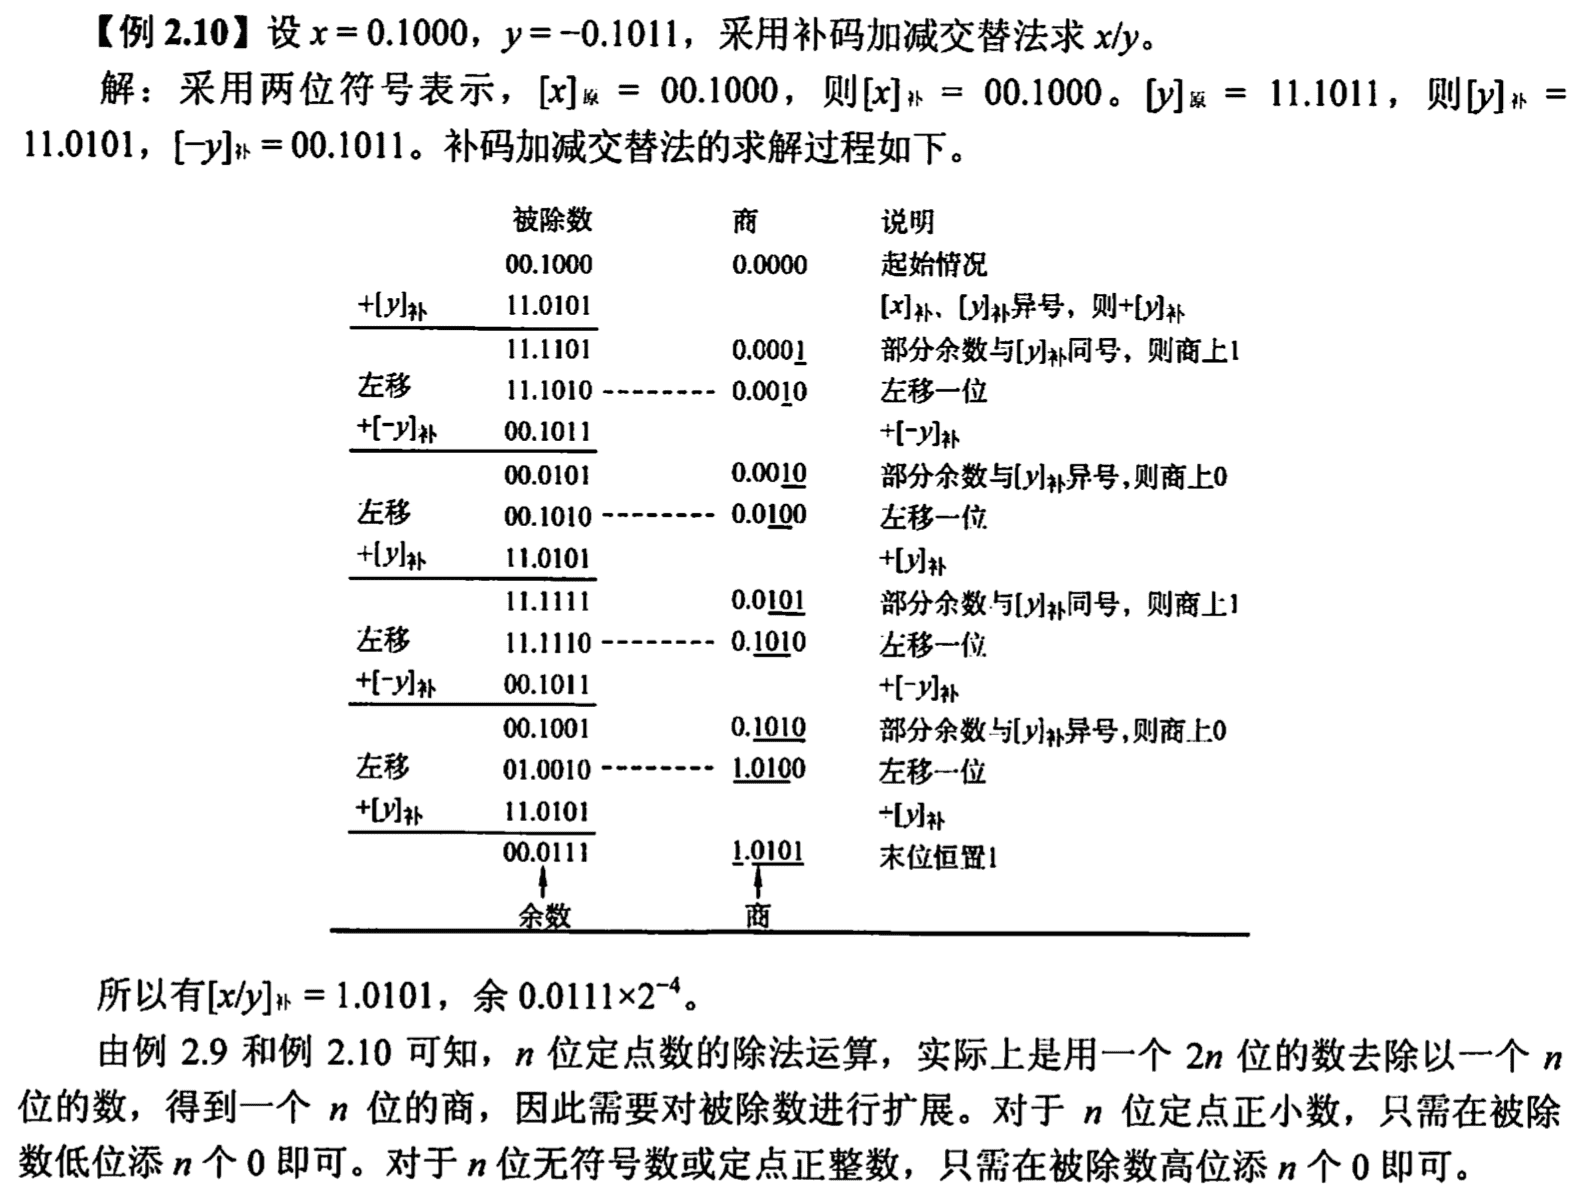 【例 2.10】设 x = 0.1000，y = −0.1011，采用补码加减交替法求 x/y。
解：采用两位符号表示，[x]原 = 00.1000，则[x]补 = 00.1000。[y]原 = 11.1011，则[y]补 =
11.0101，[−y]补 = 00.1011。补码加减交替法的求解过程如下。
被除数 商 说明
00.1000 0.0000 起始情况
+[y]补 11.0101 [x]补、[y]补异号，则+[y]补
11.1101 0.0001 部分余数与[y]补同号，则商上1
左移 11.1010 -------- 0.0010 左移一位
+[−y]补 00.1011 +[−y]补
00.0101 0.0010 部分余数与[y]补异号,则商上0
左移 00.1010 -------- 0.0100 左移一位
+[y]补 11.0101 +[y]补
11.1111 0.0101 部分余数与[y]补同号，则商上1
左移 11.1110 -------- 0.1010 左移一位
+[−y]补 00.1011 +[−y]补
00.1001 0.1010 部分余数与[y]补异号,则商上0
左移 01.0010 -------- 1.0100 左移一位
+[y]补 11.0101 +[y]补
00.0111 1.0101 末位恒置1
余数 商
所以有[x/y]补 = 1.0101，余 0.0111×2⁻⁴。
由例 2.9 和例 2.10 可知，n 位定点数的除法运算，实际上是用一个 2n 位的数去除以一个 n
位的数，得到一个 n 位的商，因此需要对被除数进行扩展。对于 n 位定点正小数，只需在被除
数低位添 n 个 0 即可。对于 n 位无符号数或定点正整数，只需在被除数高位添 n 个 0 即可。